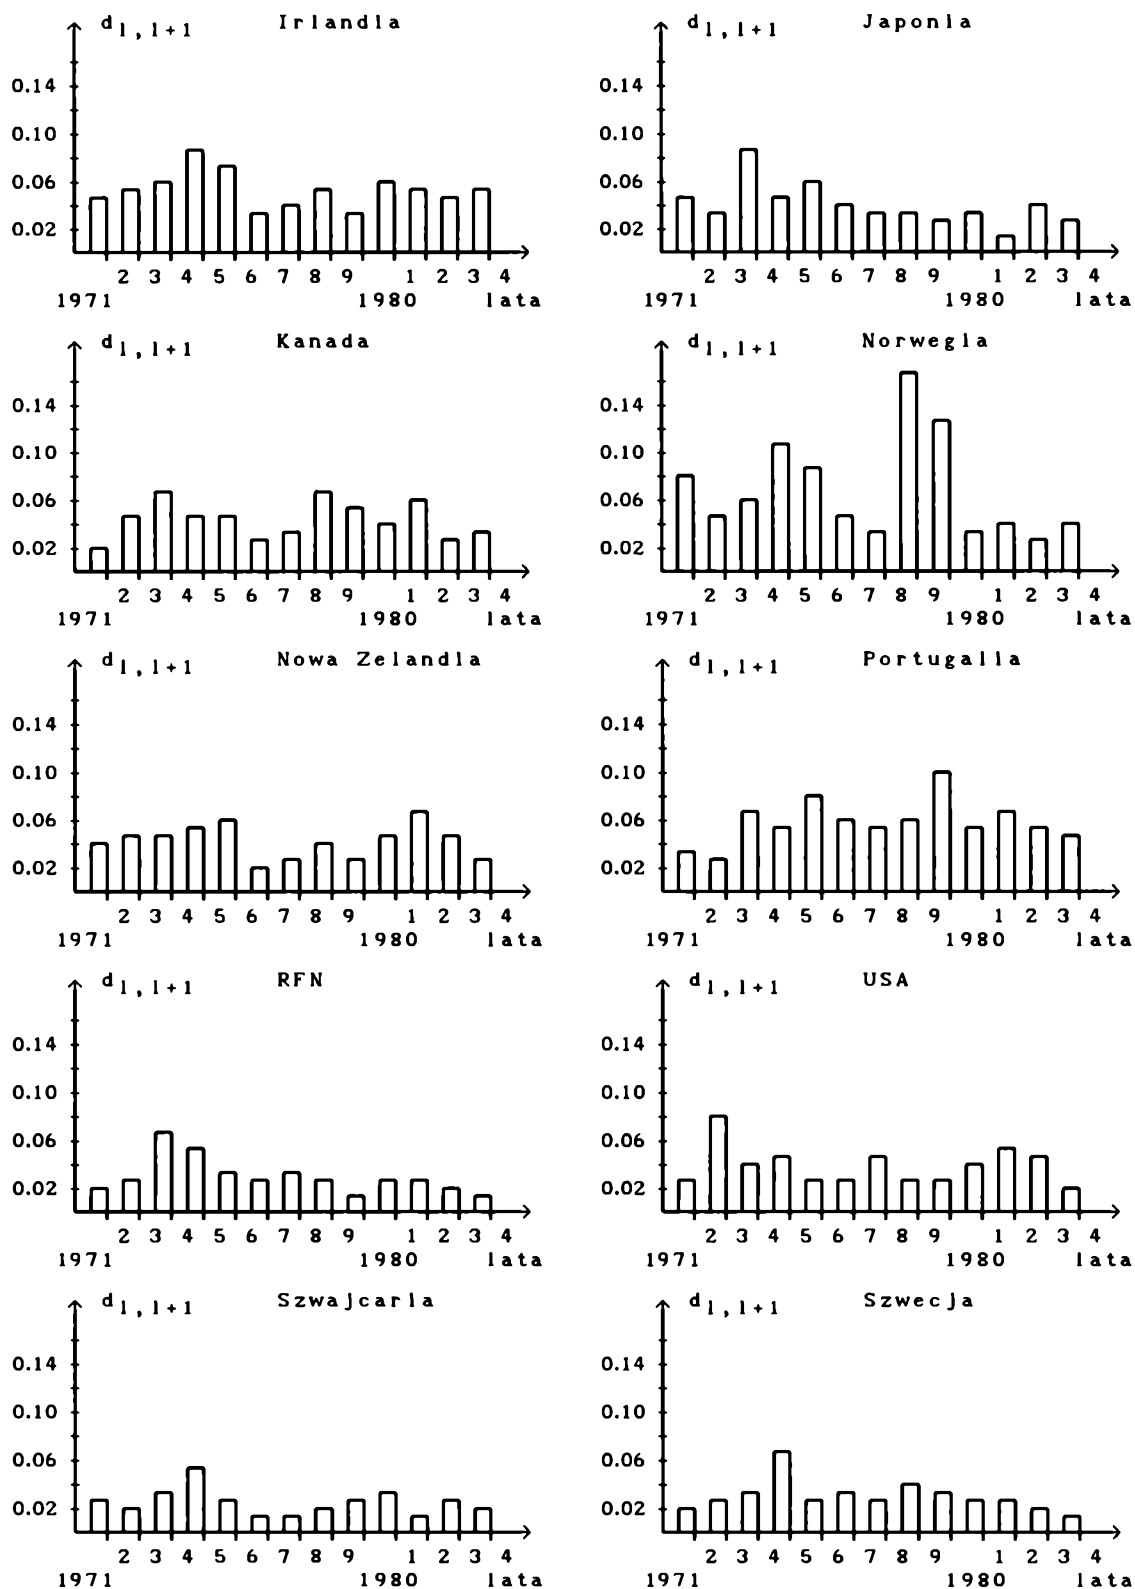 d i, i+1 Irlandia
0.14
0.10
0.06
0.02
2 3 4 5 6 7 8 9 1 2 3 4
1971 1980 lata
d i, i+1 Japonia
0.14
0.10
0.06
0.02
2 3 4 5 6 7 8 9 1 2 3 4
1971 1980 lata
d i, i+1 Kanada
0.14
0.10
0.06
0.02
2 3 4 5 6 7 8 9 1 2 3 4
1971 1980 lata
d i, i+1 Norwegia
0.14
0.10
0.06
0.02
2 3 4 5 6 7 8 9 1 2 3 4
1971 1980 lata
d i, i+1 Nowa Zelandia
0.14
0.10
0.06
0.02
2 3 4 5 6 7 8 9 1 2 3 4
1971 1980 lata
d i, i+1 Portugalia
0.14
0.10
0.06
0.02
2 3 4 5 6 7 8 9 1 2 3 4
1971 1980 lata
d i, i+1 RFN
0.14
0.10
0.06
0.02
2 3 4 5 6 7 8 9 1 2 3 4
1971 1980 lata
d i, i+1 USA
0.14
0.10
0.06
0.02
2 3 4 5 6 7 8 9 1 2 3 4
1971 1980 lata
d i, i+1 Szwajcaria
0.14
0.10
0.06
0.02
2 3 4 5 6 7 8 9 1 2 3 4
1971 1980 lata
d i, i+1 Szwecja
0.14
0.10
0.06
0.02
2 3 4 5 6 7 8 9 1 2 3 4
1971 1980 lata